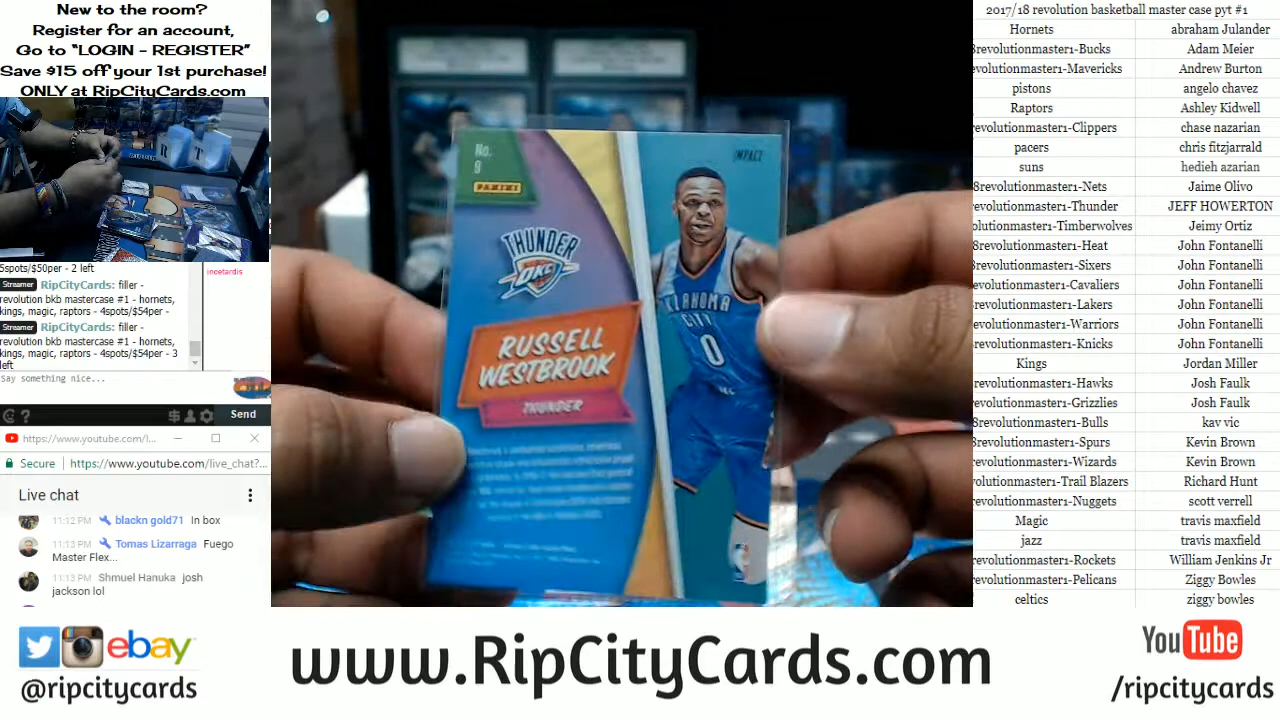 New to the room?
Register for an account,
Go to “LOGIN - REGISTER”
Save $15 off your 1st purchase!
ONLY at RipCityCards.com
5spots/$50per - 2 left
Streamer RipCityCards: filler -
revolution bkb mastercase #1 - hornets,
kings, magic, raptors - 4spots/$54per -
Streamer RipCityCards: filler -
revolution bkb mastercase #1 - hornets,
kings, magic, raptors - 4spots/$54per - 3
left
incetardis
Say something nice...
Send
https://www.youtube.com/l...
Secure https://www.youtube.com/live_chat?...
Live chat
11:12 PM blackn gold71 In box
11:13 PM Tomas Lizarraga Fuego
Master Flex...
11:13 PM Shmuel Hanuka josh
jackson lol
No.
9
PANINI
THUNDER
OKC
RUSSELL
WESTBROOK
THUNDER
IMPACT
OKLAHOMA
CITY
0
2017/18 revolution basketball master case pyt #1
Hornets abraham Julander
8revolutionmaster1-Bucks Adam Meier
evolutionmaster1-Mavericks Andrew Burton
pistons angelo chavez
Raptors Ashley Kidwell
evolutionmaster1-Clippers chase nazarian
pacers chris fitzjarrald
suns hedieh azarian
8revolutionmaster1-Nets Jaime Olivo
revolutionmaster1-Thunder JEFF HOWERTON
olutionmaster1-Timberwolves Jeimy Ortiz
8revolutionmaster1-Heat John Fontanelli
revolutionmaster1-Sixers John Fontanelli
evolutionmaster1-Cavaliers John Fontanelli
revolutionmaster1-Lakers John Fontanelli
evolutionmaster1-Warriors John Fontanelli
revolutionmaster1-Knicks John Fontanelli
Kings Jordan Miller
revolutionmaster1-Hawks Josh Faulk
evolutionmaster1-Grizzlies Josh Faulk
8revolutionmaster1-Bulls kav vic
8revolutionmaster1-Spurs Kevin Brown
evolutionmaster1-Wizards Kevin Brown
evolutionmaster1-Trail Blazers Richard Hunt
evolutionmaster1-Nuggets scott verrell
Magic travis maxfield
jazz travis maxfield
evolutionmaster1-Rockets William Jenkins Jr
evolutionmaster1-Pelicans Ziggy Bowles
celtics ziggy bowles
ebay
@ripcitycards
www.RipCityCards.com
YouTube
/ripcitycards